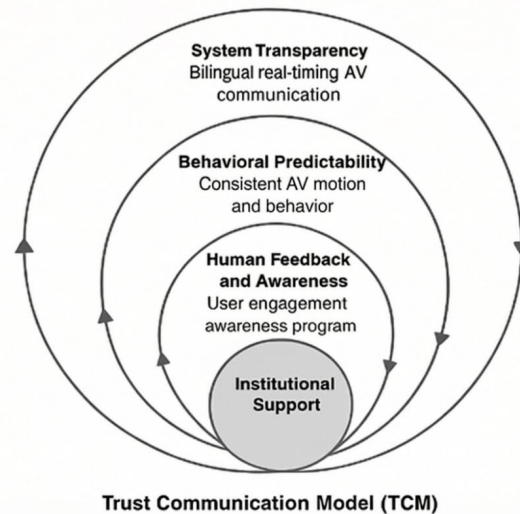 System Transparency
Bilingual real-timing AV
communication
Behavioral Predictability
Consistent AV motion
and behavior
Human Feedback
and Awareness
User engagement
awareness program
Institutional
Support
Trust Communication Model (TCM)